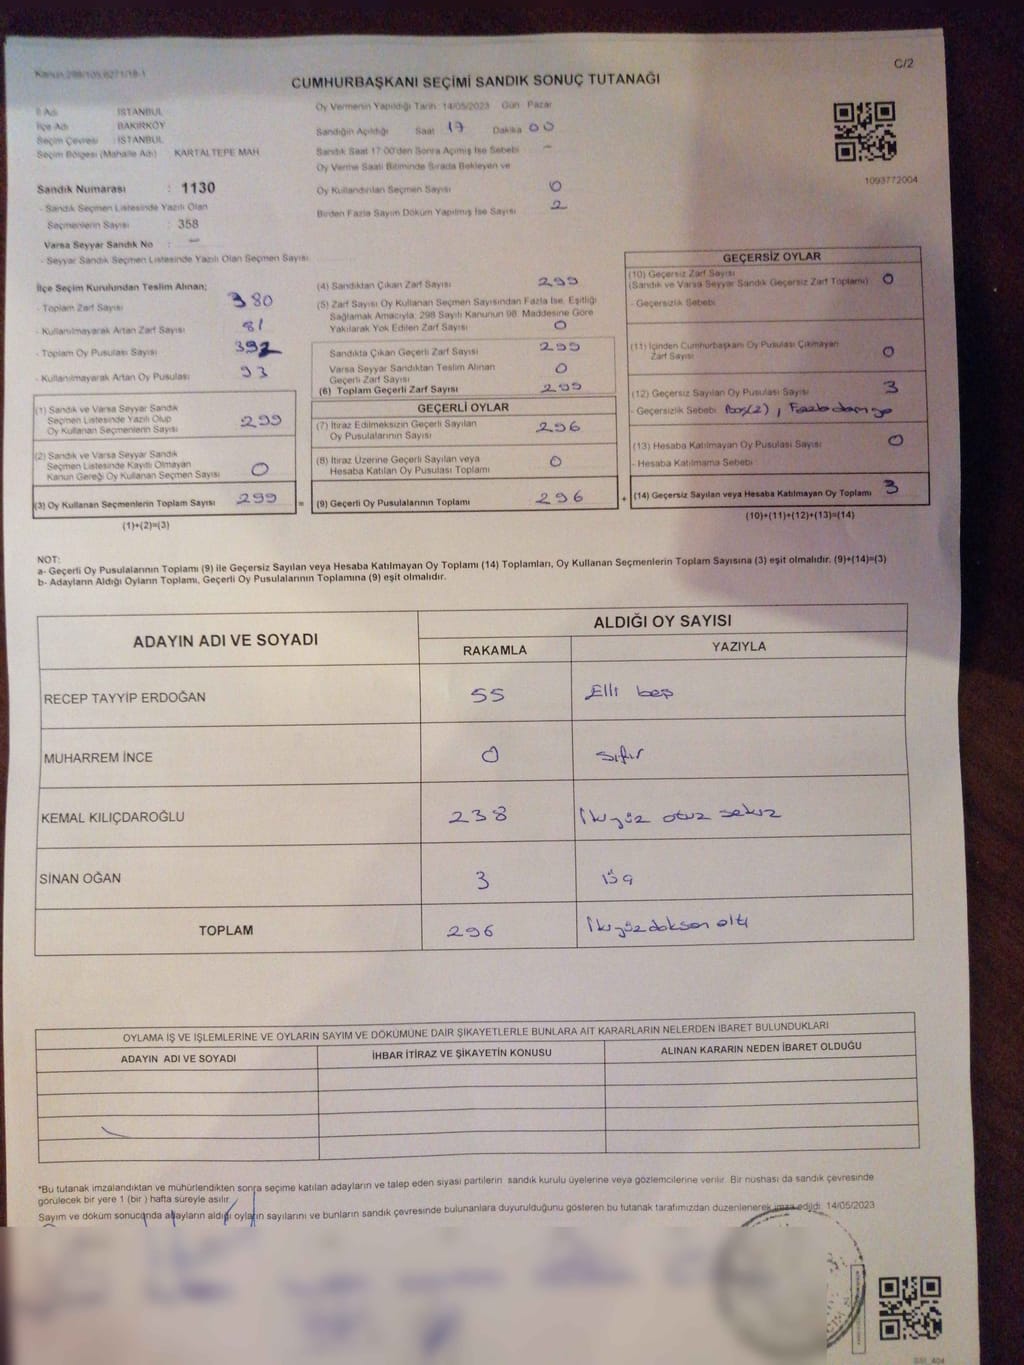 Kanun 298/105,6271/18-1
C/2
CUMHURBAŞKANI SEÇİMİ SANDIK SONUÇ TUTANAĞI
İl Adı İSTANBUL
İlçe Adı BAKIRKÖY
Seçim Çevresi İSTANBUL
Seçim Bölgesi (Mahalle Adı) KARTALTEPE MAH
Sandık Numarası : 1130
- Sandık Seçmen Listesinde Yazılı Olan
Seçmenlerin Sayısı : 358
Varsa Seyyar Sandık No : -
- Seyyar Sandık Seçmen Listesinde Yazılı Olan Seçmen Sayısı
Oy Vermenin Yapıldığı Tarih 14/05/2023 Gün Pazar
Sandığın Açıldığı Saat 17 Dakika 00
Sandık Saat 17:00'den Sonra Açılmış İse Sebebi -
Oy Verme Saati Bitiminde Sırada Bekleyen ve
Oy Kullandırılan Seçmen Sayısı 0
Birden Fazla Sayım Döküm Yapılmış İse Sayısı 2
1093772004
İlçe Seçim Kurulundan Teslim Alınan;
- Toplam Zarf Sayısı 380
- Kullanılmayarak Artan Zarf Sayısı 81
- Toplam Oy Pusulası Sayısı 392
- Kullanılmayarak Artan Oy Pusulası 93
(1) Sandık ve Varsa Seyyar Sandık
Seçmen Listesinde Yazılı Olup
Oy Kullanan Seçmenlerin Sayısı 299
(2) Sandık ve Varsa Seyyar Sandık
Seçmen Listesinde Kayıtlı Olmayan
Kanun Gereği Oy Kullanan Seçmen Sayısı 0
(3) Oy Kullanan Seçmenlerin Toplam Sayısı 299 =
(1)+(2)=(3)
(4) Sandıktan Çıkan Zarf Sayısı 299
(5) Zarf Sayısı Oy Kullanan Seçmen Sayısından Fazla İse, Eşitliği
Sağlamak Amacıyla, 298 Sayılı Kanunun 98. Maddesine Göre
Yakılarak Yok Edilen Zarf Sayısı 0
Sandıkta Çıkan Geçerli Zarf Sayısı 299
Varsa Seyyar Sandıktan Teslim Alınan
Geçerli Zarf Sayısı 0
(6) Toplam Geçerli Zarf Sayısı 299
GEÇERLİ OYLAR
(7) İtiraz Edilmeksizin Geçerli Sayılan
Oy Pusulalarının Sayısı 296
(8) İtiraz Üzerine Geçerli Sayılan veya
Hesaba Katılan Oy Pusulası Toplamı 0
(9) Geçerli Oy Pusulalarının Toplamı 296 +
GEÇERSİZ OYLAR
(10) Geçersiz Zarf Sayısı
(Sandık ve Varsa Seyyar Sandık Geçersiz Zarf Toplamı) 0
- Geçersizlik Sebebi
(11) İçinden Cumhurbaşkanı Oy Pusulası Çıkmayan
Zarf Sayısı 0
(12) Geçersiz Sayılan Oy Pusulası Sayısı 3
- Geçersizlik Sebebi Boş(2),
(13) Hesaba Katılmayan Oy Pusulası Sayısı 0
- Hesaba Katılmama Sebebi
(14) Geçersiz Sayılan veya Hesaba Katılmayan Oy Toplamı 3
(10)+(11)+(12)+(13)=(14)
NOT:
a- Geçerli Oy Pusulalarının Toplamı (9) ile Geçersiz Sayılan veya Hesaba Katılmayan Oy Toplamı (14) Toplamları, Oy Kullanan Seçmenlerin Toplam Sayısına (3) eşit olmalıdır. (9)+(14)=(3)
b- Adayların Aldığı Oyların Toplamı, Geçerli Oy Pusulalarının Toplamına (9) eşit olmalıdır.
ADAYIN ADI VE SOYADI
ALDIĞI OY SAYISI
RAKAMLA YAZIYLA
RECEP TAYYİP ERDOĞAN 55 Elli beş
MUHARREM İNCE 0 sıfır
KEMAL KILIÇDAROĞLU 238 İkiyüz otuz sekiz
SİNAN OĞAN 3 üç
TOPLAM 296 İkiyüzdoksan altı
OYLAMA İŞ VE İŞLEMLERİNE VE OYLARIN SAYIM VE DÖKÜMÜNE DAİR ŞİKAYETLERLE BUNLARA AİT KARARLARIN NELERDEN İBARET BULUNDUKLARI
ADAYIN ADI VE SOYADI İHBAR İTİRAZ VE ŞİKAYETİN KONUSU ALINAN KARARIN NEDEN İBARET OLDUĞU
*Bu tutanak imzalandıktan ve mühürlendikten sonra seçime katılan adayların ve talep eden siyasi partilerin sandık kurulu üyelerine veya gözlemcilerine verilir. Bir nüshası da sandık çevresinde
görülecek bir yere 1 (bir) hafta süreyle asılır.
Sayım ve döküm sonucunda adayların aldığı oyların sayılarını ve bunların sandık çevresinde bulunanlara duyurulduğunu gösteren bu tutanak tarafımızdan düzenlenerek imza edildi. 14/05/2023